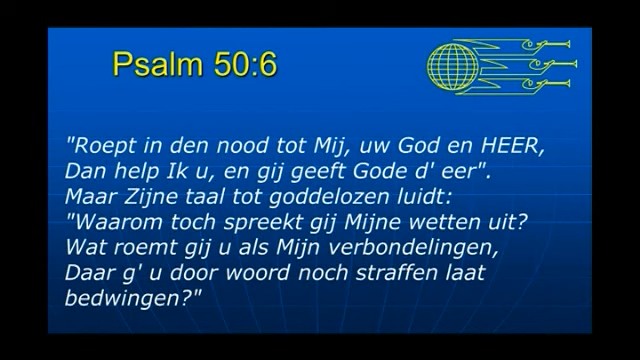 Psalm 50:6
"Roept in den nood tot Mij, uw God en HEER,
Dan help Ik u, en gij geeft Gode d' eer".
Maar Zijne taal tot goddelozen luidt:
"Waarom toch spreekt gij Mijne wetten uit?
Wat roemt gij u als Mijn verbondelingen,
Daar g' u door woord noch straffen laat
bedwingen?"